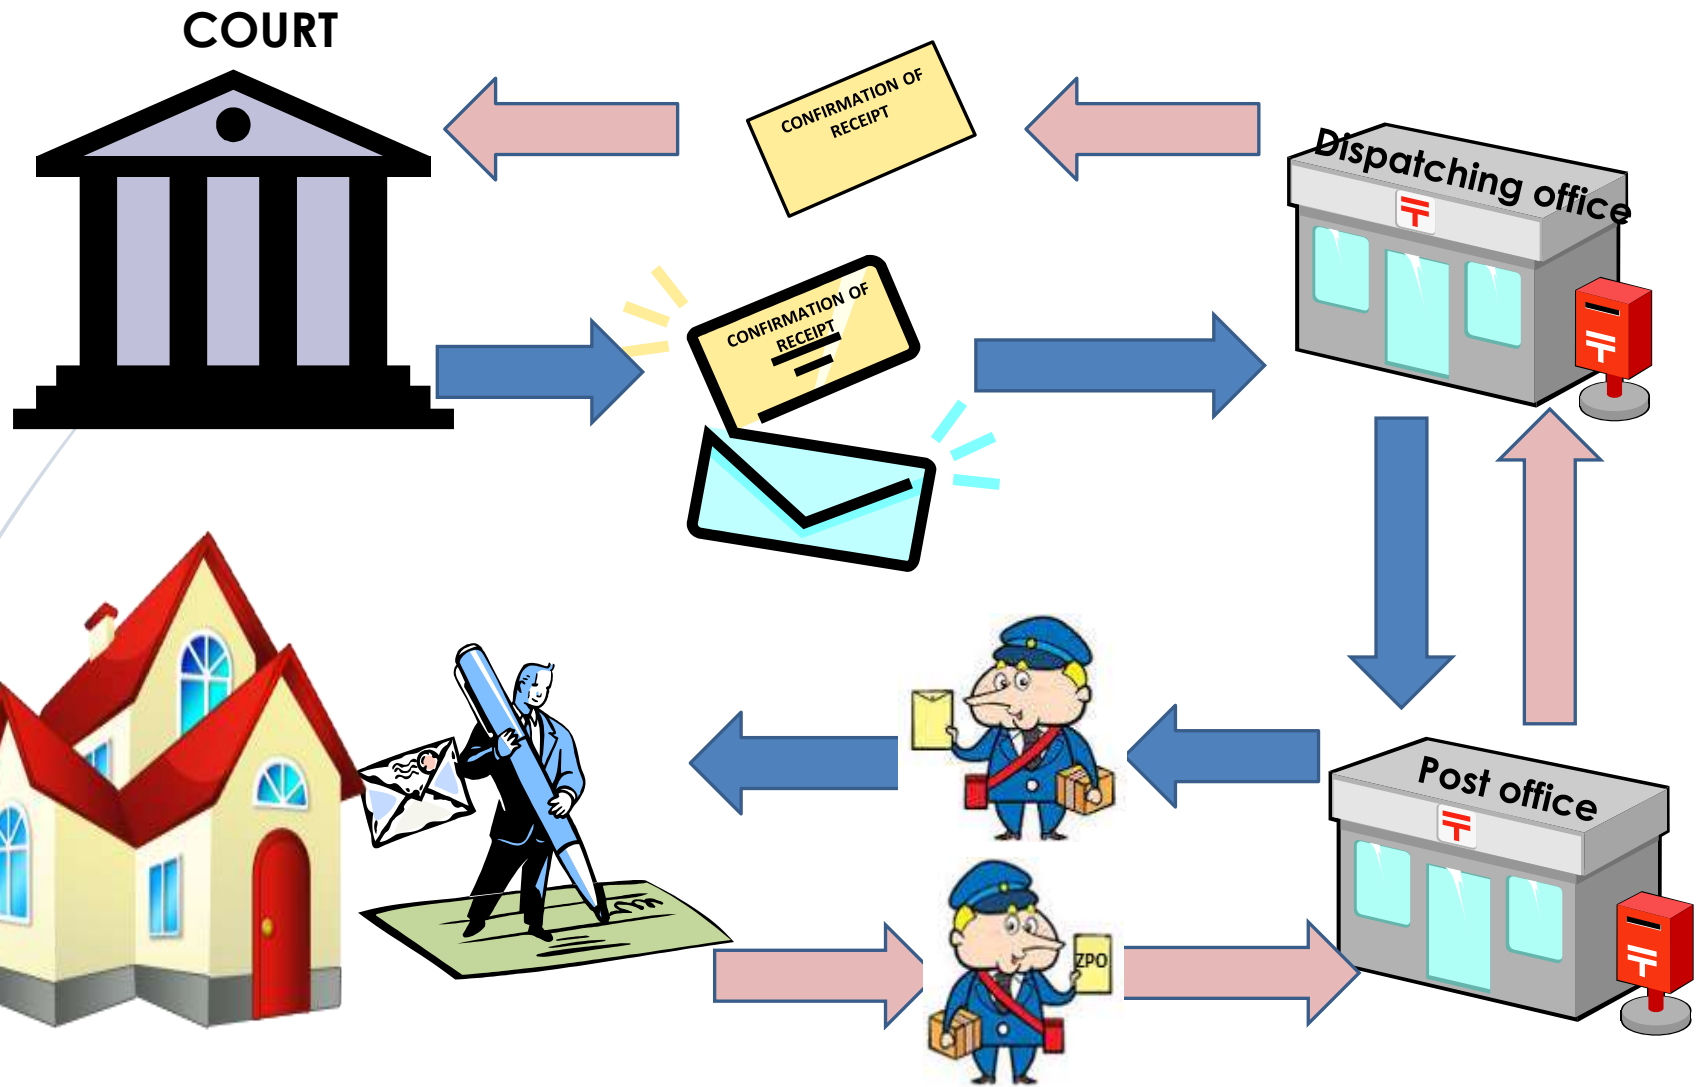 COURT
CONFIRMATION OF
RECEIPT
Dispatching office
CONFIRMATION OF
RECEIPT
Post office
ZPO